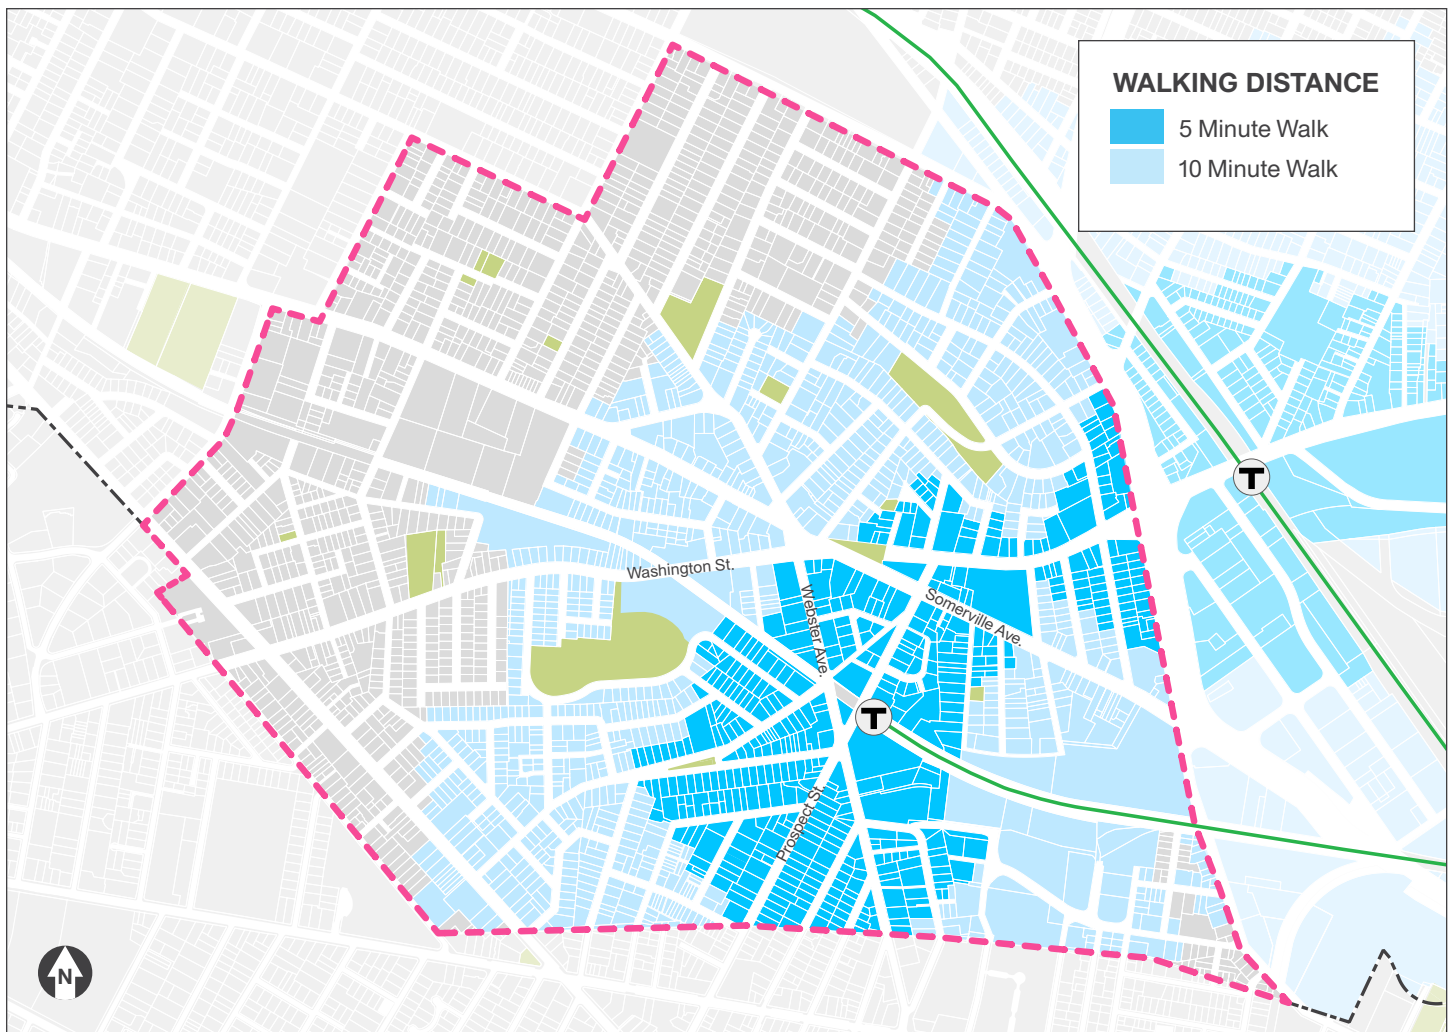 WALKING DISTANCE
5 Minute Walk
10 Minute Walk
T
Washington St.
Webster Ave.
Somerville Ave.
T
Prospect St.
N